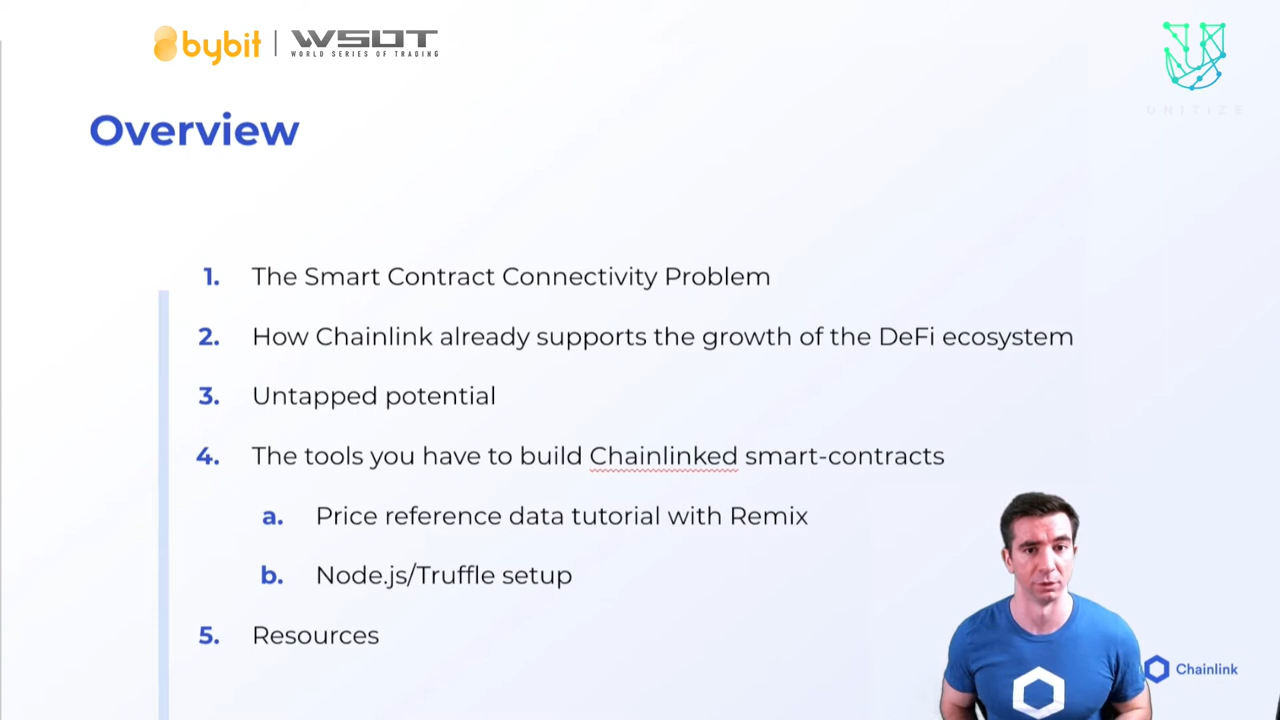 bybit | WSOT
WORLD SERIES OF TRADING
UNITIZE
Overview
1. The Smart Contract Connectivity Problem
2. How Chainlink already supports the growth of the DeFi ecosystem
3. Untapped potential
4. The tools you have to build Chainlinked smart-contracts
a. Price reference data tutorial with Remix
b. Node.js/Truffle setup
5. Resources
Chainlink